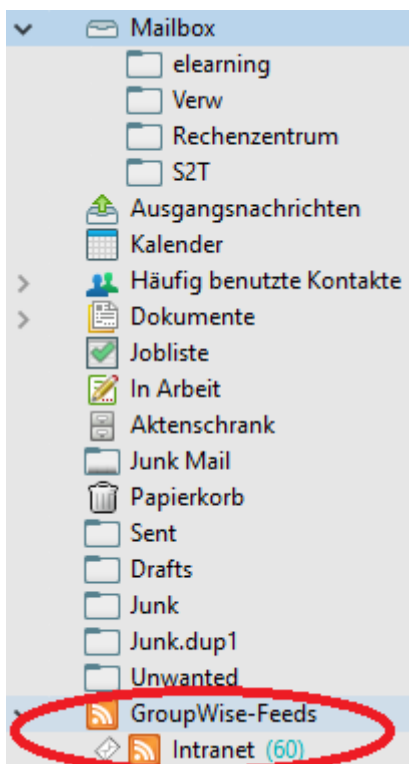 Mailbox
elearning
Verw
Rechenzentrum
S2T
Ausgangsnachrichten
Kalender
Häufig benutzte Kontakte
Dokumente
Jobliste
In Arbeit
Aktenschrank
Junk Mail
Papierkorb
Sent
Drafts
Junk
Junk.dup1
Unwanted
GroupWise-Feeds
Intranet (60)